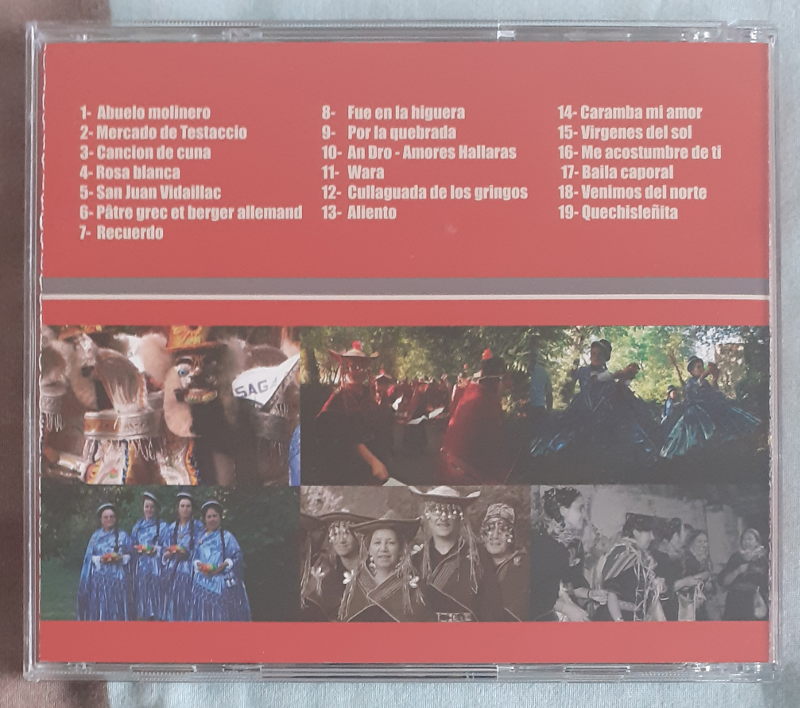 1- Abuelo molinero
2- Mercado de Testaccio
3- Cancion de cuna
4- Rosa blanca
5- San Juan Vidaillac
6- Pâtre grec et berger allemand
7- Recuerdo
8- Fue en la higuera
9- Por la quebrada
10- An Dro - Amores Hallaras
11- Wara
12- Cullaguada de los gringos
13- Aliento
14- Caramba mi amor
15- Virgenes del sol
16- Me acostumbre de ti
17- Baila caporal
18- Venimos del norte
19- Quechisleñita
SAGA